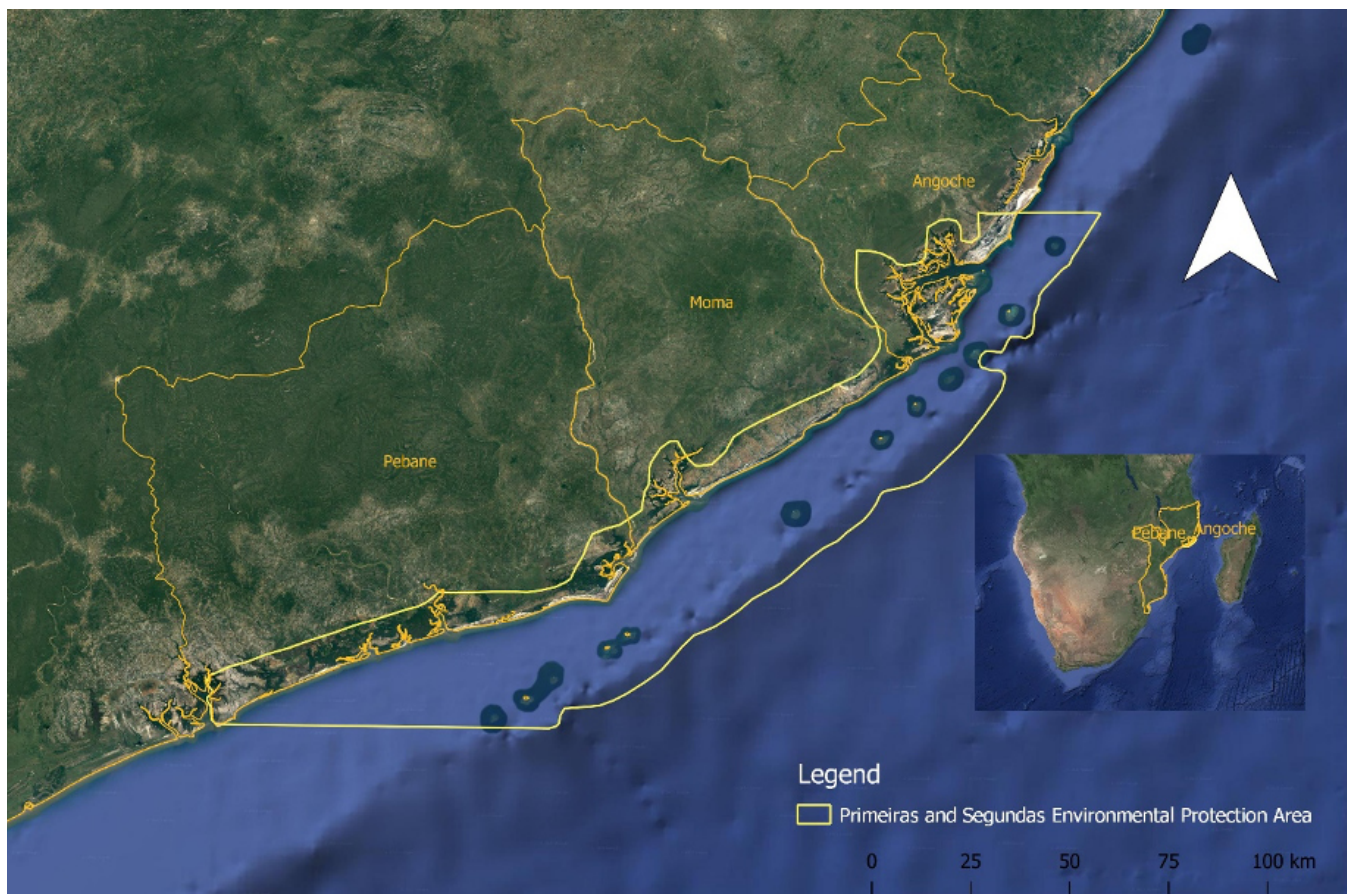 Angoche
Moma
Pebane
Pebane
Angoche
Legend
Primeiras and Segundas Environmental Protection Area
0 25 50 75 100 km